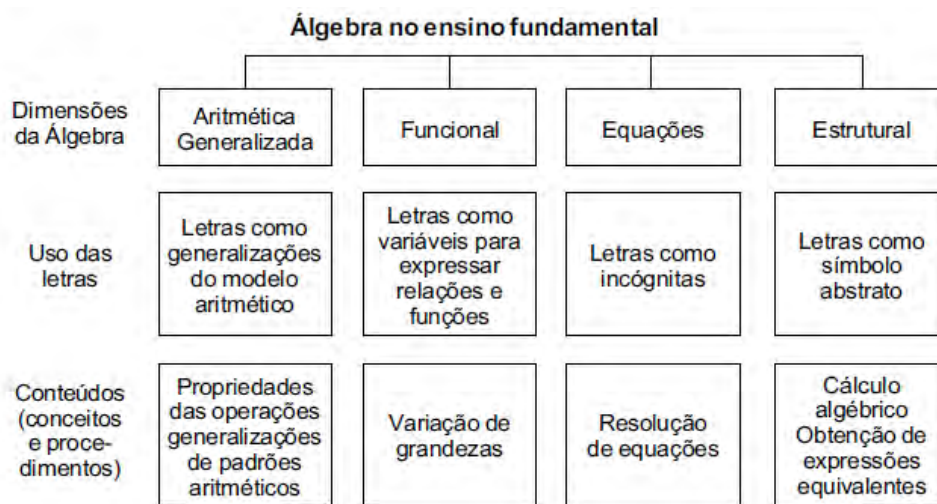 Álgebra no ensino fundamental
Dimensões
da Álgebra
Aritmética
Generalizada
Funcional
Equações
Estrutural
Uso das
letras
Letras como
generalizações
do modelo
aritmético
Letras como
variáveis para
expressar
relações e
funções
Letras como
incógnitas
Letras como
símbolo
abstrato
Conteúdos
(conceitos
e proce-
dimentos)
Propriedades
das operações
generalizações
de padrões
aritméticos
Variação de
grandezas
Resolução
de equações
Cálculo
algébrico
Obtenção de
expressões
equivalentes